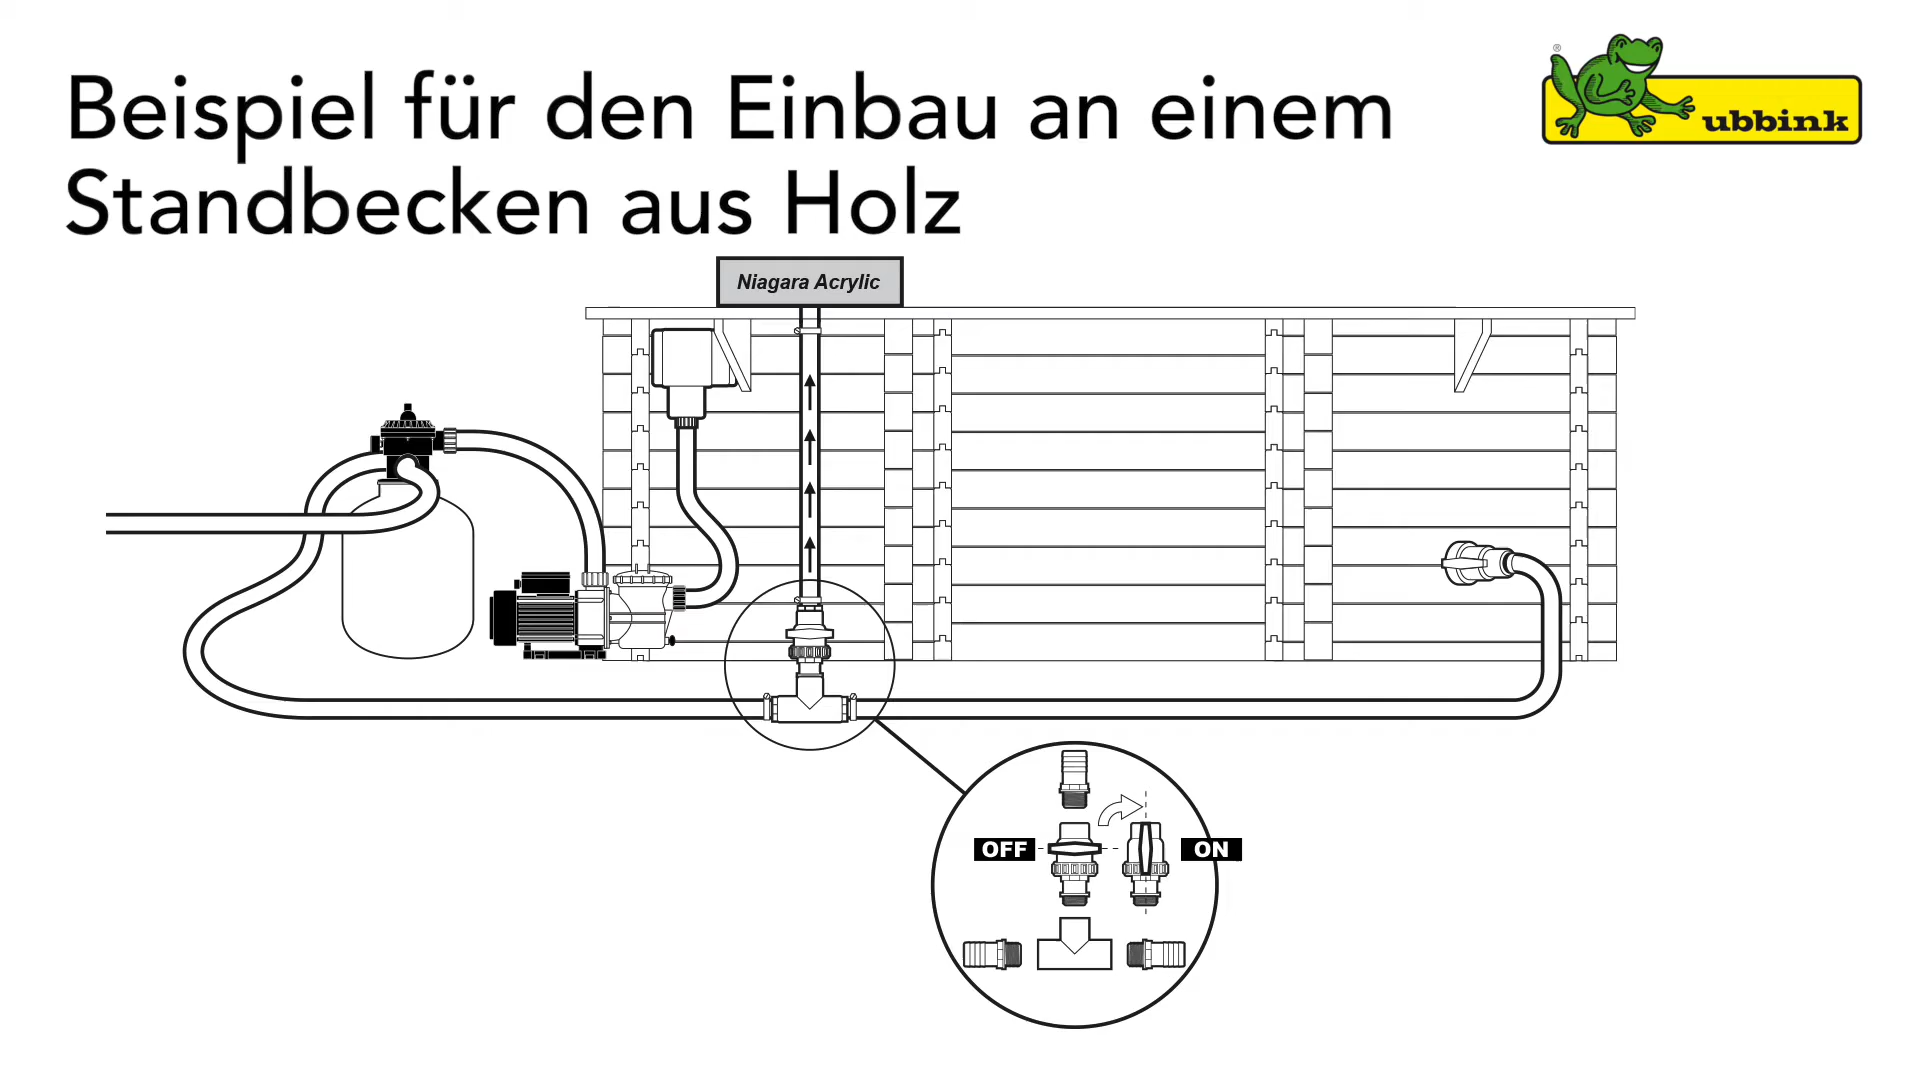 Beispiel für den Einbau an einem
Standbecken aus Holz
® ubbink
Niagara Acrylic
OFF
ON